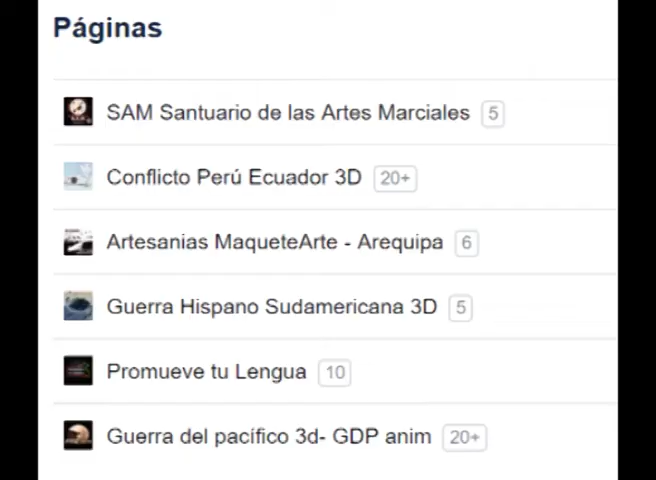 Páginas
SAM Santuario de las Artes Marciales 5
Conflicto Perú Ecuador 3D 20+
Artesanias MaqueteArte - Arequipa 6
Guerra Hispano Sudamericana 3D 5
Promueve tu Lengua 10
Guerra del pacífico 3d- GDP anim 20+